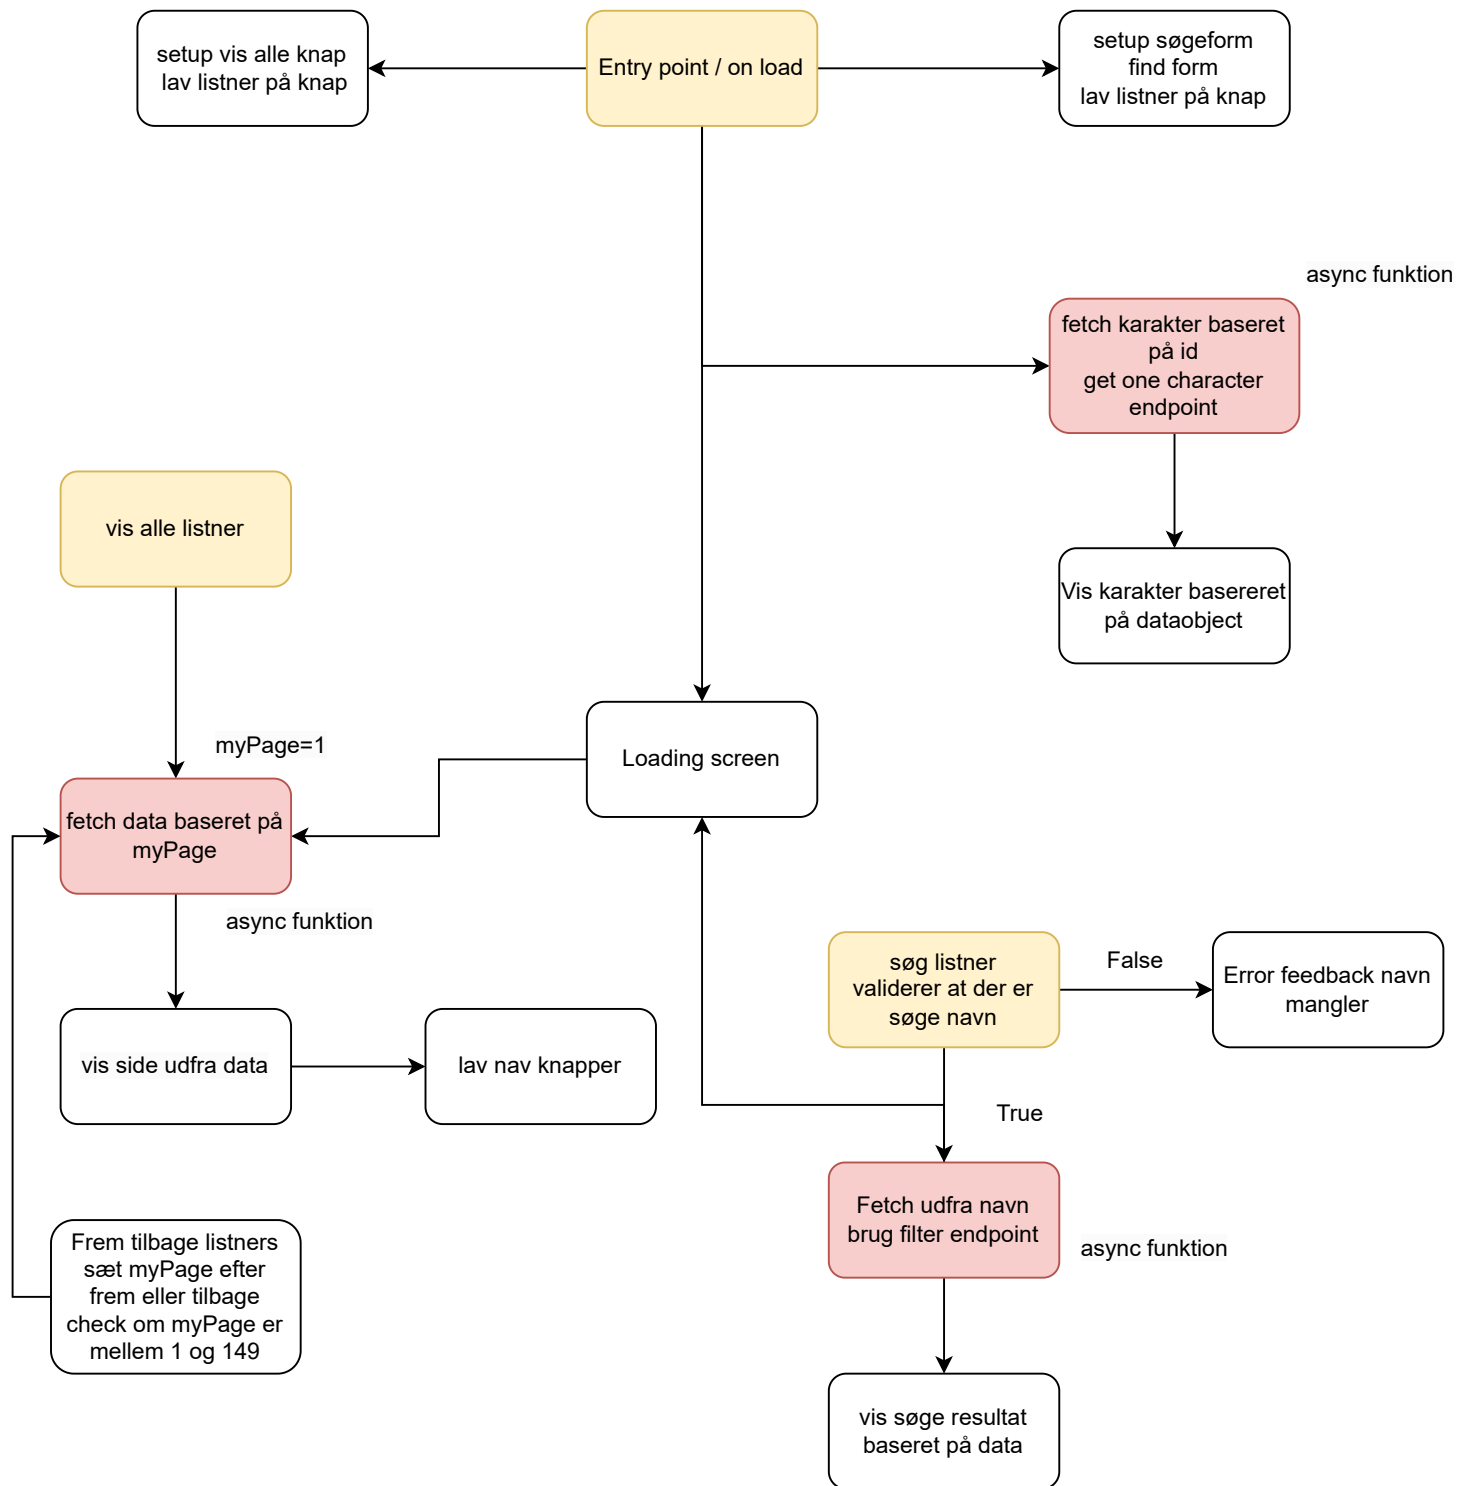 setup vis alle knap
lav listner på knap
Entry point / on load
setup søgeform
find form
lav listner på knap
async funktion
fetch karakter baseret
på id
get one character
endpoint
vis alle listner
Vis karakter basereret
på dataobject
myPage=1
Loading screen
fetch data baseret på
myPage
async funktion
søg listner
validerer at der er
søge navn
False
Error feedback navn
mangler
vis side udfra data
lav nav knapper
True
Fetch udfra navn
brug filter endpoint
async funktion
Frem tilbage listners
sæt myPage efter
frem eller tilbage
check om myPage er
mellem 1 og 149
vis søge resultat
baseret på data